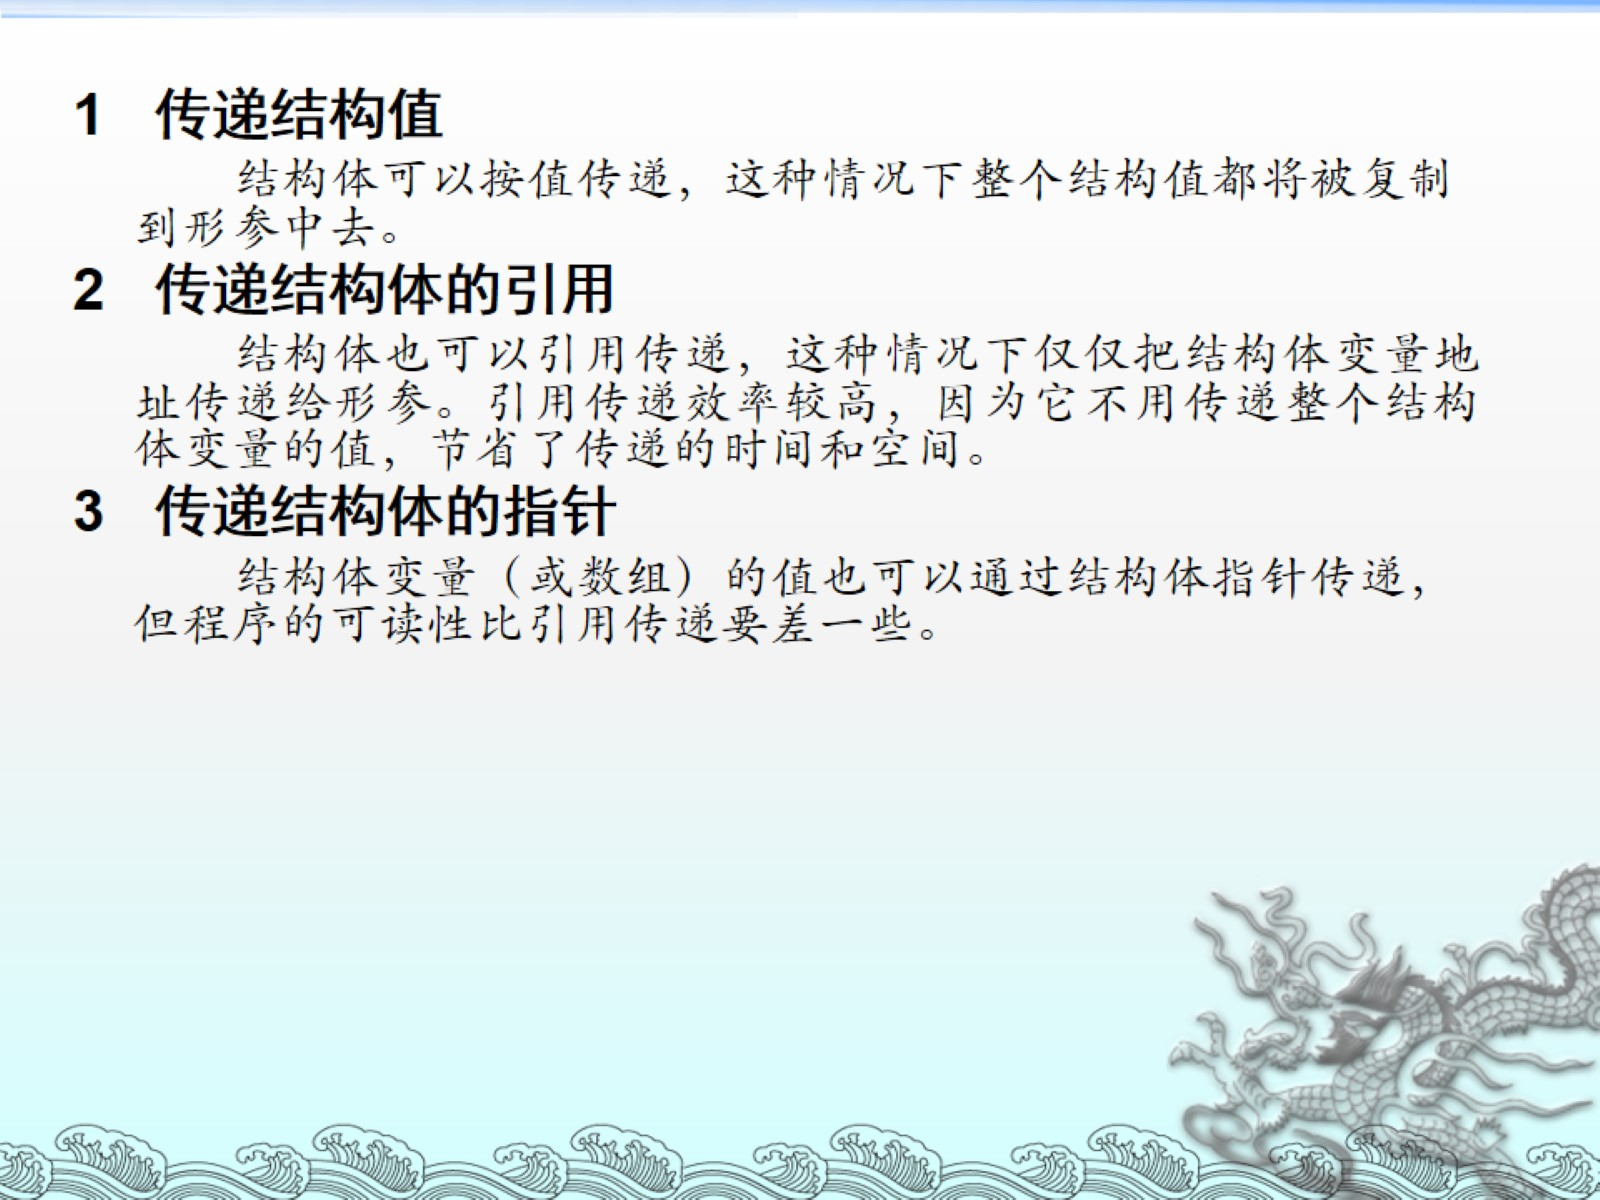 1 传递结构值
结构体可以按值传递，这种情况下整个结构值都将被复制
到形参中去。
2 传递结构体的引用
结构体也可以引用传递，这种情况下仅仅把结构体变量地
址传递给形参。引用传递效率较高，因为它不用传递整个结构
体变量的值，节省了传递的时间和空间。
3 传递结构体的指针
结构体变量（或数组）的值也可以通过结构体指针传递，
但程序的可读性比引用传递要差一些。